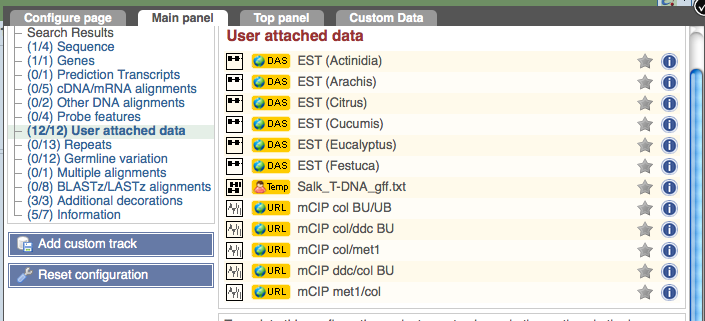 Configure page
Main panel
Top panel
Custom Data
Search Results
(1/4) Sequence
(1/1) Genes
(0/1) Prediction Transcripts
(0/5) cDNA/mRNA alignments
(0/2) Other DNA alignments
(0/4) Probe features
(12/12) User attached data
(0/13) Repeats
(0/12) Germline variation
(0/1) Multiple alignments
(0/8) BLASTz/LASTz alignments
(3/3) Additional decorations
(5/7) Information
Add custom track
Reset configuration
User attached data
DAS EST (Actinidia)
DAS EST (Arachis)
DAS EST (Citrus)
DAS EST (Cucumis)
DAS EST (Eucalyptus)
DAS EST (Festuca)
Temp Salk_T-DNA_gff.txt
URL mCIP col BU/UB
URL mCIP col/ddc BU
URL mCIP col/met1
URL mCIP ddc/col BU
URL mCIP met1/col